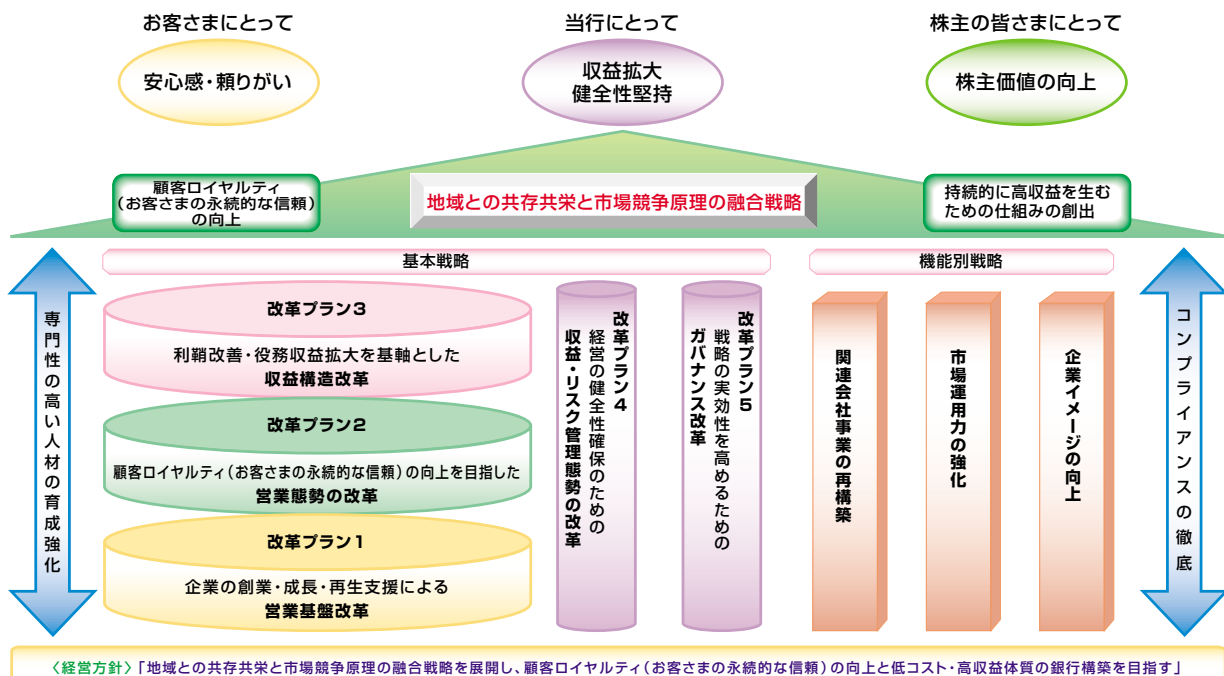 お客さまにとって
安心感・頼りがい
当行にとって
収益拡大
健全性堅持
株主の皆さまにとって
株主価値の向上
顧客ロイヤルティ
(お客さまの永続的な信頼)
の向上
地域との共存共栄と市場競争原理の融合戦略
持続的に高収益を生む
ための仕組みの創出
基本戦略
機能別戦略
専門性の高い人材の育成強化
改革プラン3
利鞘改善・役務収益拡大を基軸とした
収益構造改革
改革プラン2
顧客ロイヤルティ(お客さまの永続的な信頼)の向上を目指した
営業態勢の改革
改革プラン1
企業の創業・成長・再生支援による
営業基盤改革
改革プラン4
経営の健全性確保のための
収益・リスク管理態勢の改革
改革プラン5
戦略の実効性を高めるための
ガバナンス改革
関連会社事業の再構築
市場運用力の強化
企業イメージの向上
コンプライアンスの徹底
〈経営方針〉「地域との共存共栄と市場競争原理の融合戦略を展開し、顧客ロイヤルティ(お客さまの永続的な信頼)の向上と低コスト・高収益体質の銀行構築を目指す」